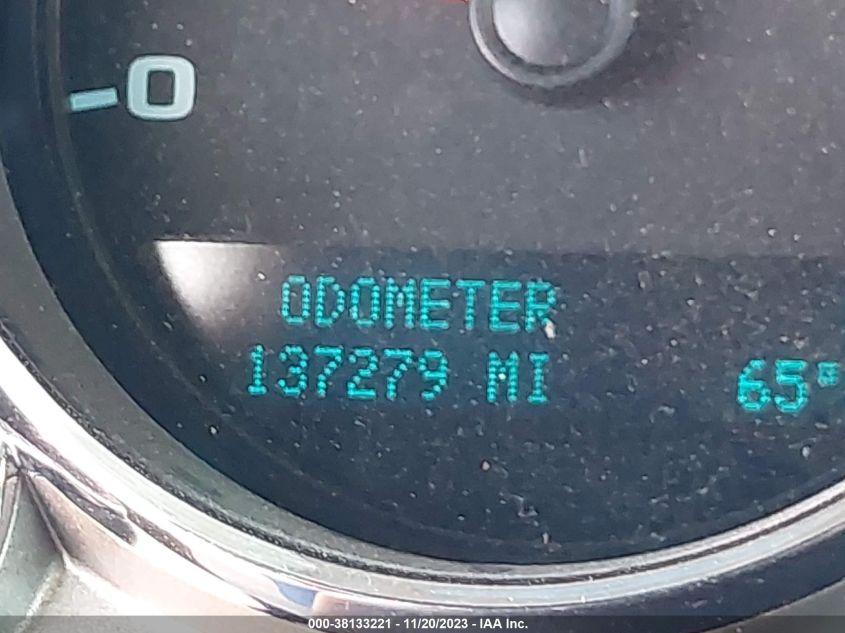 -0
ODOMETER
137279 MI 65°
000-38133221 - 11/20/2023 - IAA Inc.